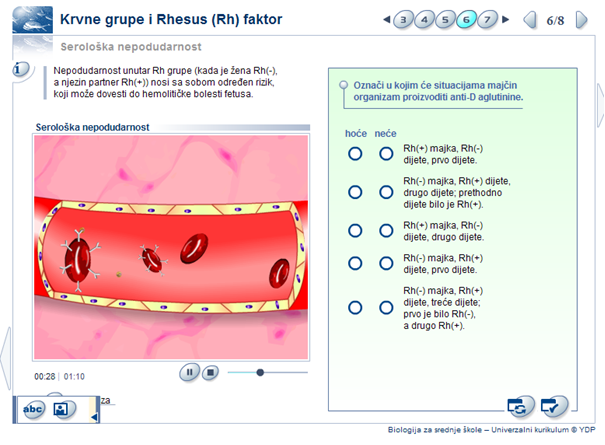 Krvne grupe i Rhesus (Rh) faktor
3 4 5 6 7
6/8
Serološka nepodudarnost
i
Nepodudarnost unutar Rh grupe (kada je žena Rh(-),
a njezin partner Rh(+)) nosi sa sobom određen rizik,
koji može dovesti do hemolitičke bolesti fetusa.
Serološka nepodudarnost
00:28 01:10
abc
za
Označi u kojim će situacijama majčin
organizam proizvoditi anti-D aglutinine.
hoće neće
Rh(+) majka, Rh(-)
dijete, prvo dijete.
Rh(-) majka, Rh(+) dijete,
drugo dijete; prethodno
dijete bilo je Rh(+).
Rh(+) majka, Rh(-)
dijete, drugo dijete.
Rh(-) majka, Rh(+)
dijete, prvo dijete.
Rh(-) majka, Rh(+)
dijete, treće dijete;
prvo je bilo Rh(-),
a drugo Rh(+).
Biologija za srednje škole – Univerzalni kurikulum © YDP